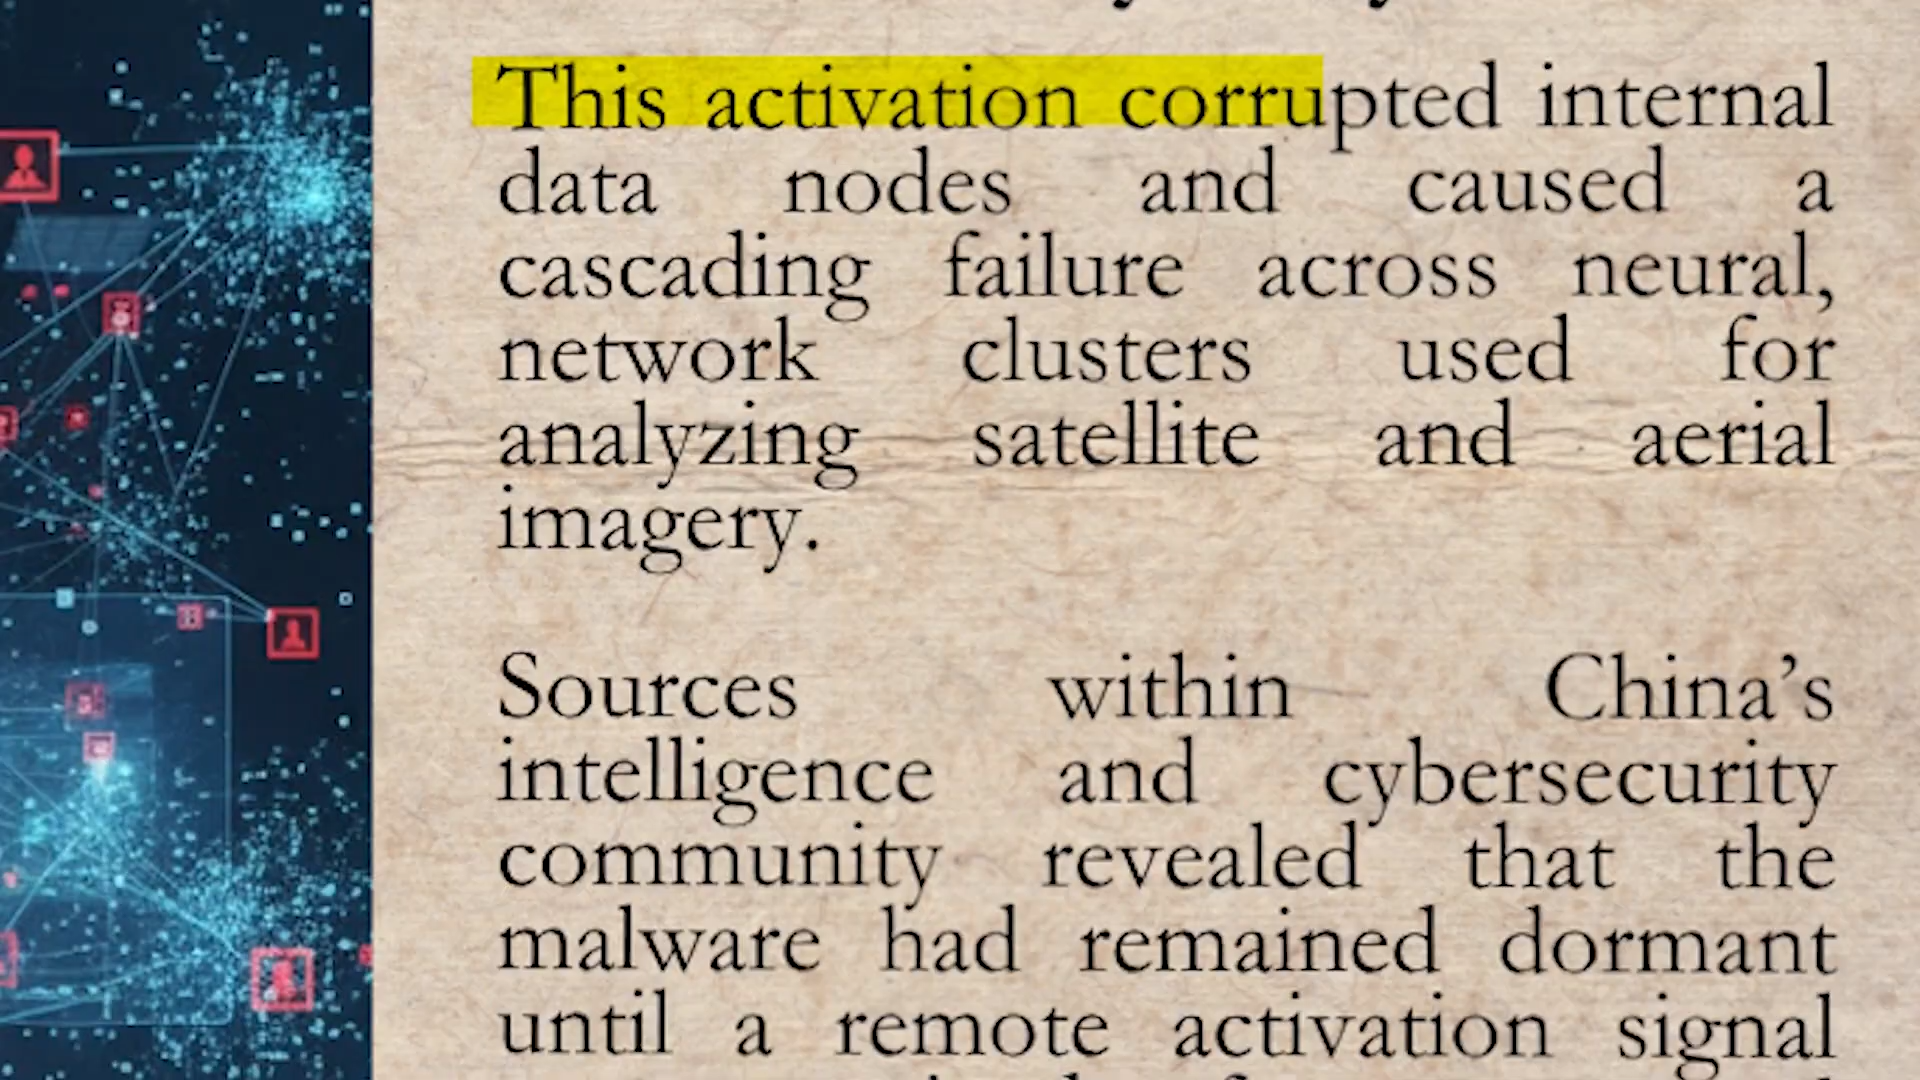 This activation corrupted internal
data nodes and caused a
cascading failure across neural,
network clusters used for
analyzing satellite and aerial
imagery.
Sources within China’s
intelligence and cybersecurity
community revealed that the
malware had remained dormant
until a remote activation signal